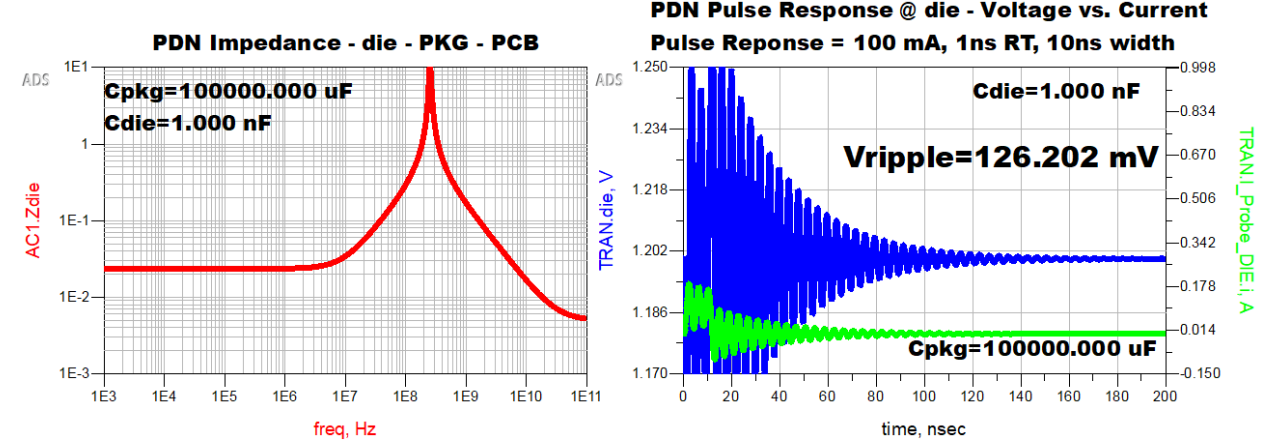 PDN Impedance - die - PKG - PCB
ADS
Cpkg=100000.000 uF
Cdie=1.000 nF
1E1
1
1E-1
1E-2
1E-3
AC1.Zdie
1E3 1E4 1E5 1E6 1E7 1E8 1E9 1E10 1E11
freq, Hz
PDN Pulse Response @ die - Voltage vs. Current
Pulse Reponse = 100 mA, 1ns RT, 10ns width
ADS
Cdie=1.000 nF
Vripple=126.202 mV
Cpkg=100000.000 uF
1.250
1.234
1.218
1.202
1.186
1.170
TRAN.die, V
0.998
0.834
0.670
0.506
0.342
0.178
0.014
-0.150
TRAN.I_Probe_DIE.i, A
0 20 40 60 80 100 120 140 160 180 200
time, nsec